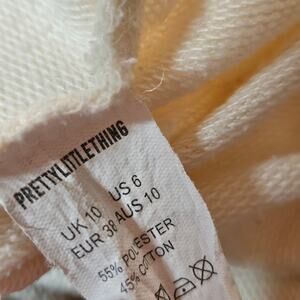 PRETTYLITTLETHING
UK 10 US 6
EUR 38 AUS 10
55% POLYESTER
45% COTTON